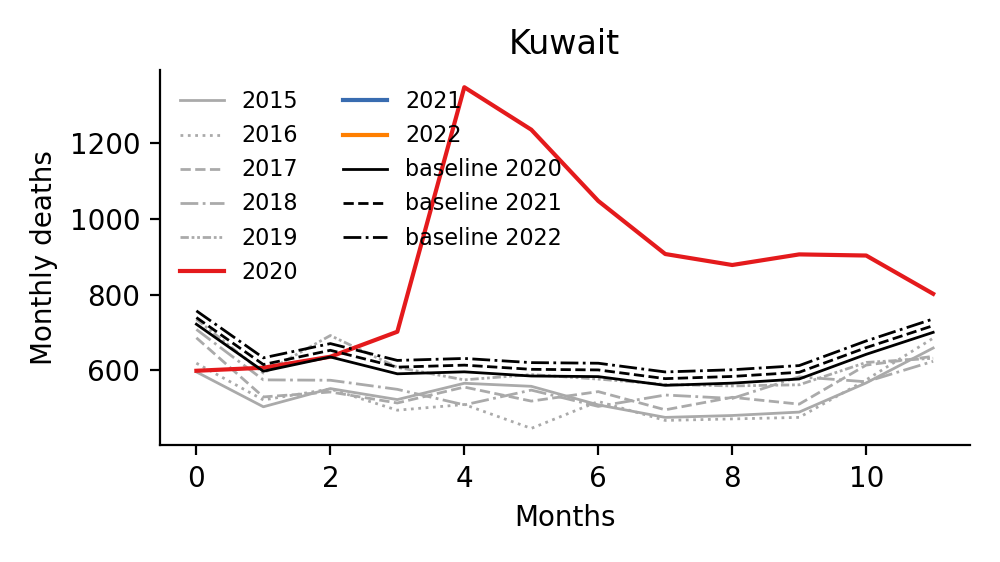 Kuwait
2015
2016
2017
2018
2019
2020
2021
2022
baseline 2020
baseline 2021
baseline 2022
1200
1000
800
600
Monthly deaths
0 2 4 6 8 10
Months